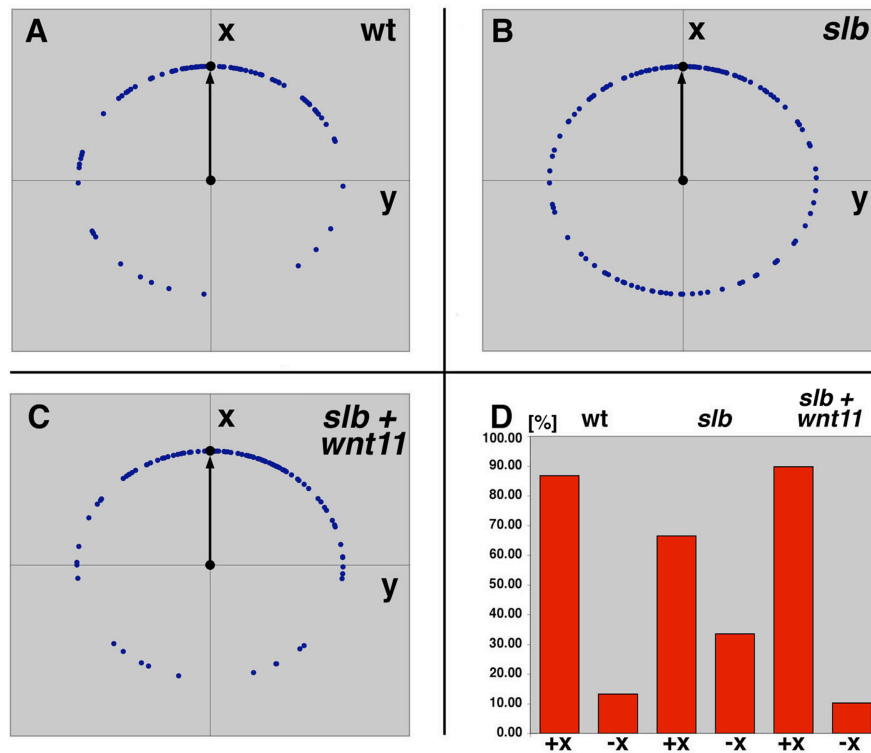 A
x
wt
y
B
x
slb
y
C
x
slb +
wnt11
y
D
[%]
wt
slb
slb +
wnt11
100.00
90.00
80.00
70.00
60.00
50.00
40.00
30.00
20.00
10.00
0.00
+x
-x
+x
-x
+x
-x